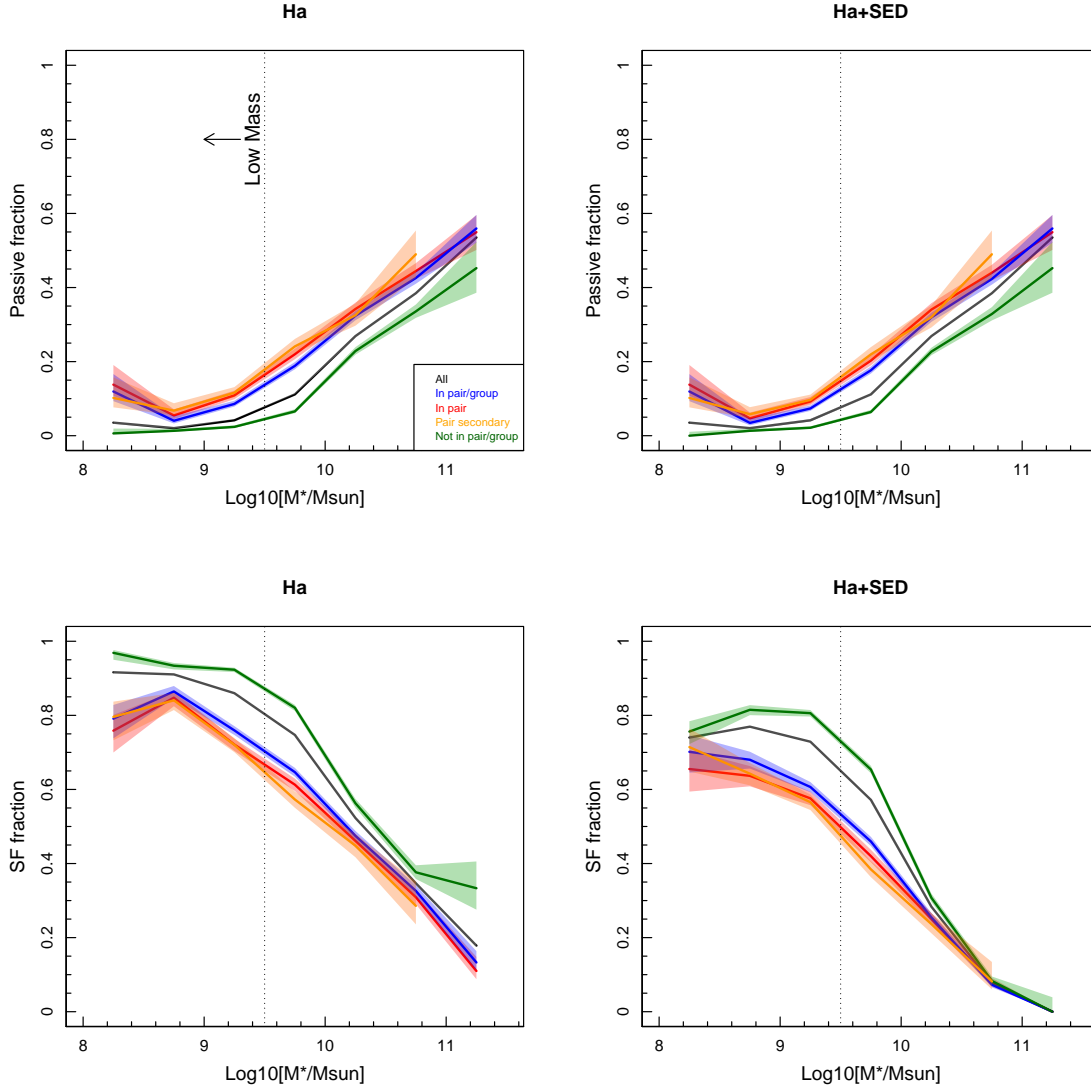 Ha
Passive fraction
0
0.2
0.4
0.6
0.8
1
Low Mass
All
In pair/group
In pair
Pair secondary
Not in pair/group
8
9
10
11
Log10[M*/Msun]
Ha+SED
Passive fraction
0
0.2
0.4
0.6
0.8
1
8
9
10
11
Log10[M*/Msun]
Ha
SF fraction
0
0.2
0.4
0.6
0.8
1
8
9
10
11
Log10[M*/Msun]
Ha+SED
SF fraction
0
0.2
0.4
0.6
0.8
1
8
9
10
11
Log10[M*/Msun]